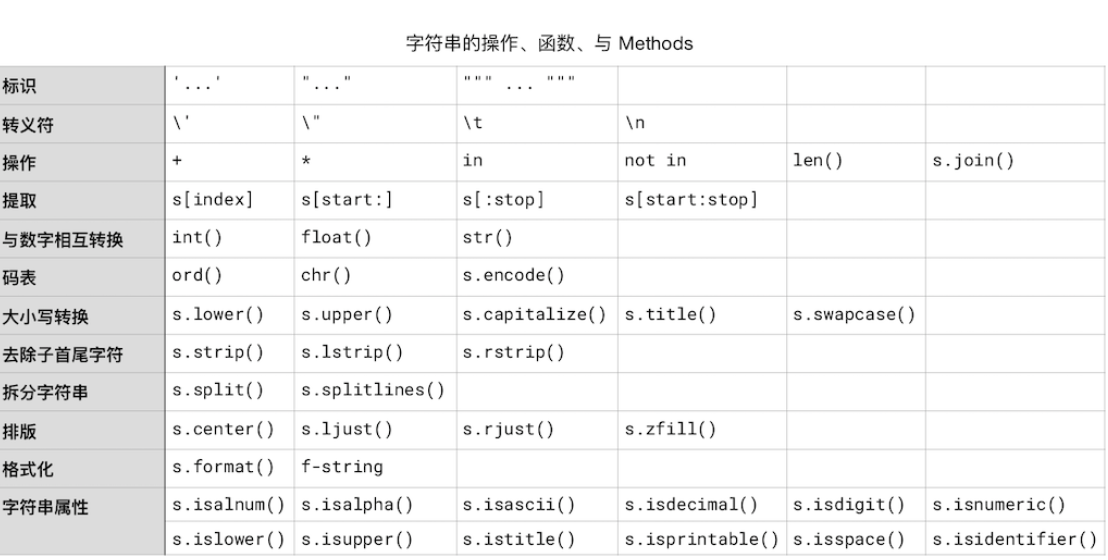 字符串的操作、函数、与 Methods
标识 '...' "..." """ ... """
转义符 \' \" \t \n
操作 + * in not in len() s.join()
提取 s[index] s[start:] s[:stop] s[start:stop]
与数字相互转换 int() float() str()
码表 ord() chr() s.encode()
大小写转换 s.lower() s.upper() s.capitalize() s.title() s.swapcase()
去除子首尾字符 s.strip() s.lstrip() s.rstrip()
拆分字符串 s.split() s.splitlines()
排版 s.center() s.ljust() s.rjust() s.zfill()
格式化 s.format() f-string
字符串属性 s.isalnum() s.isalpha() s.isascii() s.isdecimal() s.isdigit() s.isnumeric()
s.islower() s.isupper() s.istitle() s.isprintable() s.isspace() s.isidentifier()